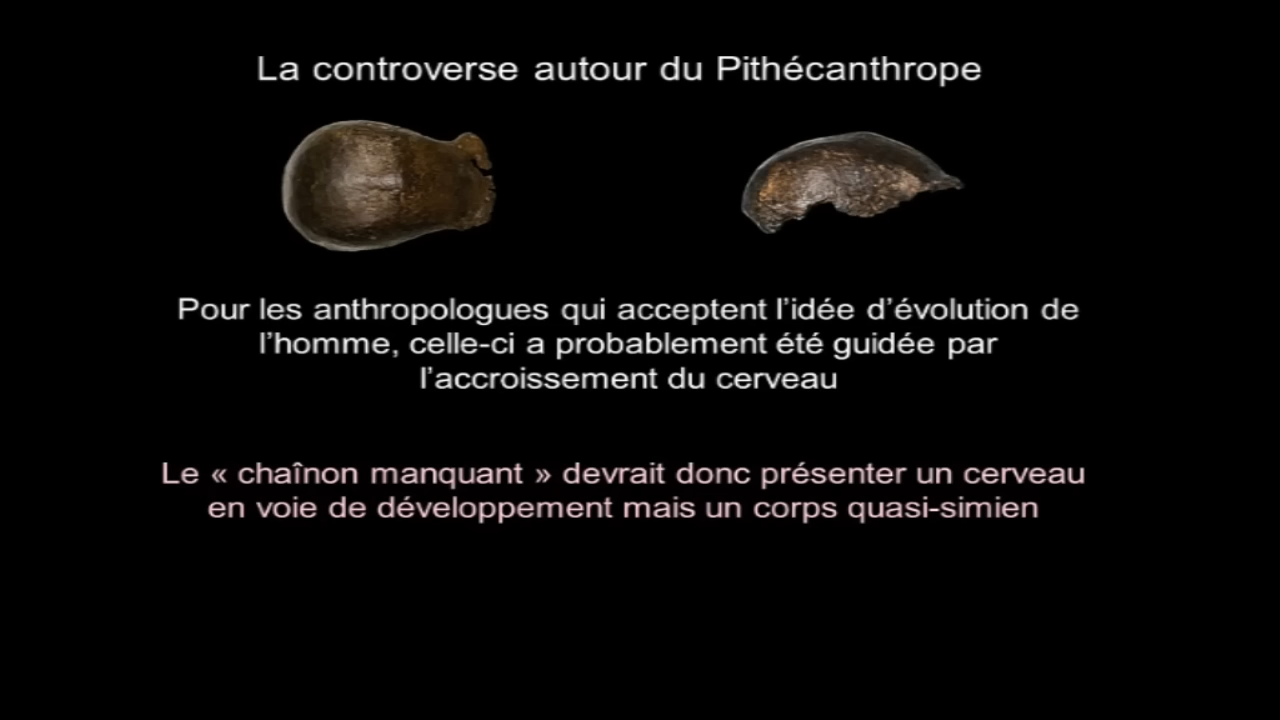 La controverse autour du Pithécanthrope
Pour les anthropologues qui acceptent l’idée d’évolution de
l’homme, celle-ci a probablement été guidée par
l’accroissement du cerveau
Le « chaînon manquant » devrait donc présenter un cerveau
en voie de développement mais un corps quasi-simien